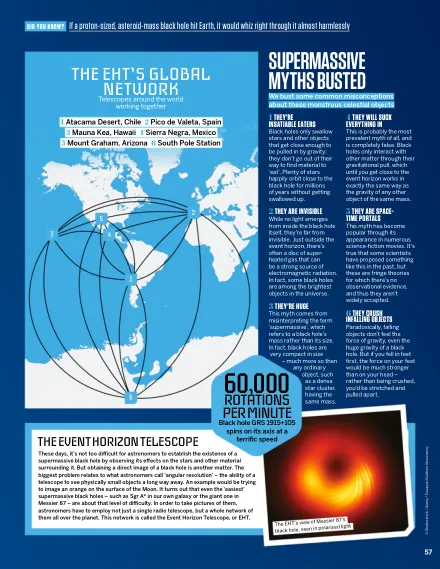 DID YOU KNOW? If a proton-sized, asteroid-mass black hole hit Earth, it would whiz right through it almost harmlessly
THE EHT'S GLOBAL
NETWORK
Telescopes around the world
working together
1 Atacama Desert, Chile 2 Pico de Valeta, Spain
3 Mauna Kea, Hawaii 4 Sierra Negra, Mexico
5 Mount Graham, Arizona 6 South Pole Station
5
2
3
6
SUPERMASSIVE
MYTHS BUSTED
We bust some common misconceptions
about these monstrous celestial objects
1 THEY'RE
INSATIABLE EATERS
Black holes only swallow
stars and other objects
that get close enough to
be pulled in by gravity;
they don't go out of their
way to find material to
'eat'. Plenty of stars
happily orbit close to the
black hole for millions
of years without getting
swallowed up.
2 THEY ARE INVISIBLE
While no light emerges
from inside the black hole
itself, they're far from
invisible. Just outside the
event horizon, there's
often a disc of super-
heated gas that can
be a strong source of
electromagnetic radiation.
In fact, some black holes
are among the brightest
objects in the universe.
3 THEY'RE HUGE
This myth comes from
misinterpreting the term
'supermassive', which
refers to a black hole's
mass rather than its size.
In fact, black holes are
very compact in size
– much more so than
any ordinary
object, such
as a dense
star cluster,
having the
same mass.
4 THEY WILL SUCK
EVERYTHING IN
This is probably the most
prevalent myth of all, and
is completely false. Black
holes only interact with
other matter through their
gravitational pull, which
until you get close to the
event horizon works in
exactly the same way as
the gravity of any other
object of the same mass.
5 THEY ARE SPACE-
TIME PORTALS
This myth has become
popular through its
appearance in numerous
science-fiction movies. It's
true that some scientists
have proposed something
like this in the past, but
these are fringe theories
for which there's no
observational evidence,
and thus they aren't
widely accepted.
6 THEY CRUSH
INFALLING OBJECTS
Paradoxically, falling
objects don't feel the
force of gravity, even the
huge gravity of a black
hole. But if you fell in feet
first, the force on your feet
would be much stronger
than on your head –
rather than being crushed,
you'd be stretched and
pulled apart.
60,000
ROTATIONS
PER MINUTE
Black hole GRS 1915+105
spins on its axis at a
terrific speed
THE EVENT HORIZON TELESCOPE
These days, it's not too difficult for astronomers to establish the existence of a
supermassive black hole by observing its effects on the stars and other material
surrounding it. But obtaining a direct image of a black hole is another matter. The
biggest problem relates to what astronomers call 'angular resolution' – the ability of a
telescope to see physically small objects a long way away. An example would be trying
to image an orange on the surface of the Moon. It turns out that even the 'easiest'
supermassive black holes – such as Sgr A* in our own galaxy or the giant one in
Messier 87 – are about that level of difficulty. In order to take pictures of them,
astronomers have to employ not just a single radio telescope, but a whole network of
them all over the planet. This network is called the Event Horizon Telescope, or EHT.
The EHT's view of Messier 87's
black hole, seen in polarised light
57